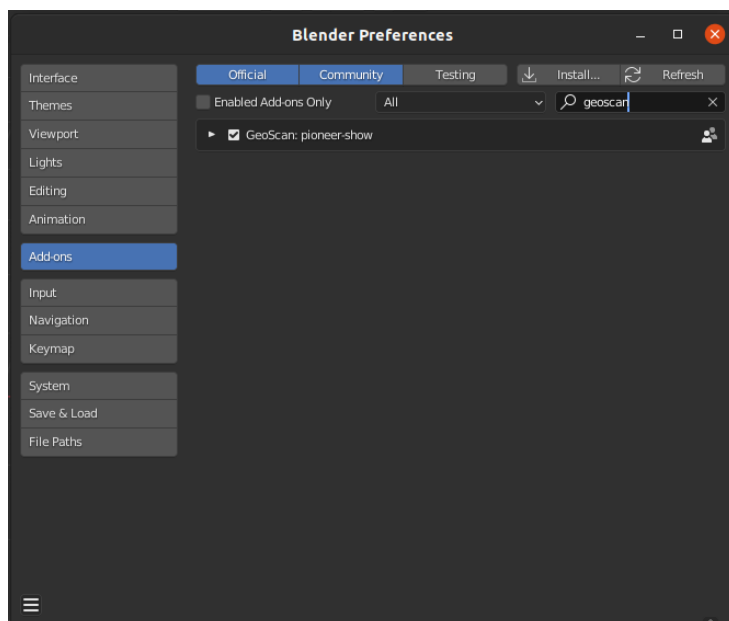 Blender Preferences
Interface
Themes
Viewport
Lights
Editing
Animation
Add-ons
Input
Navigation
Keymap
System
Save & Load
File Paths
Official Community Testing Install... Refresh
Enabled Add-ons Only All geoscan
GeoScan: pioneer-show